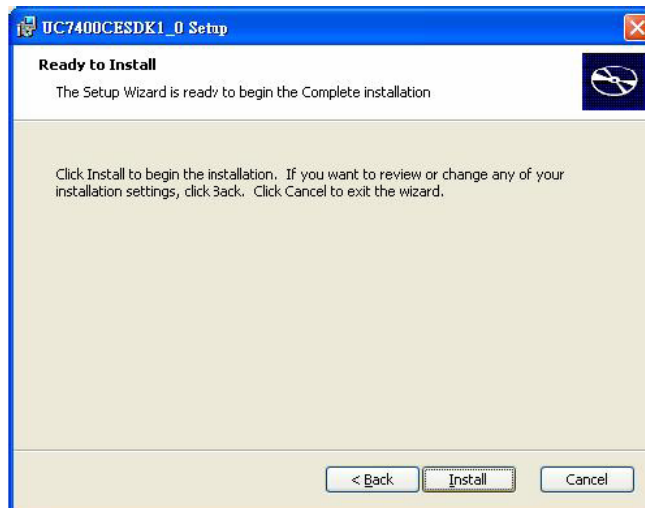 UC7400CESDK1_0 Setup
Ready to Install
The Setup Wizard is ready to begin the Complete installation
Click Install to begin the installation. If you want to review or change any of your
installation settings, click Back. Click Cancel to exit the wizard.
< Back Install Cancel